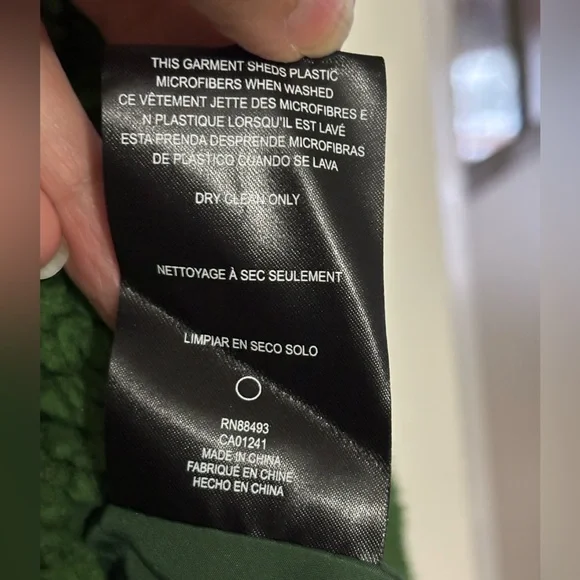 THIS GARMENT SHEDS PLASTIC
MICROFIBERS WHEN WASHED
CE VÊTEMENT JETTE DES MICROFIBRES E
N PLASTIQUE LORSQU'IL EST LAVÉ
ESTA PRENDA DESPRENDE MICROFIBRAS
DE PLASTICO CUANDO SE LAVA
DRY CLEAN ONLY
NETTOYAGE À SEC SEULEMENT
LIMPIAR EN SECO SOLO
RN88493
CA01241
MADE IN CHINA
FABRIQUÉ EN CHINE
HECHO EN CHINA